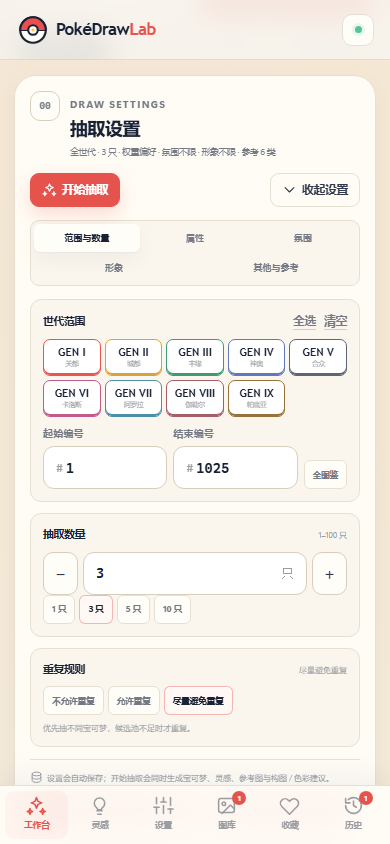 PokéDrawLab
00
DRAW SETTINGS
抽取设置
全世代 · 3 只 · 权重偏好 · 氛围不限 · 形象不限 · 参考 6 类
开始抽取
收起设置
范围与数量 属性 氛围
形象 其他与参考
世代范围 全选 清空
GEN I GEN II GEN III GEN IV GEN V
关都 城都 丰缘 神奥 合众
GEN VI GEN VII GEN VIII GEN IX
卡洛斯 阿罗拉 伽勒尔 帕底亚
起始编号 结束编号
# 1 # 1025 全图鉴
抽取数量 1–100 只
− 3 只 +
1 只 3 只 5 只 10 只
重复规则 尽量避免重复
不允许重复 允许重复 尽量避免重复
优先抽不同宝可梦，候选池不足时才重复。
设置会自动保存；开始抽取会同时生成宝可梦、灵感、参考图与构图 / 色彩建议。
1 1
工作台 灵感 设置 图库 收藏 历史